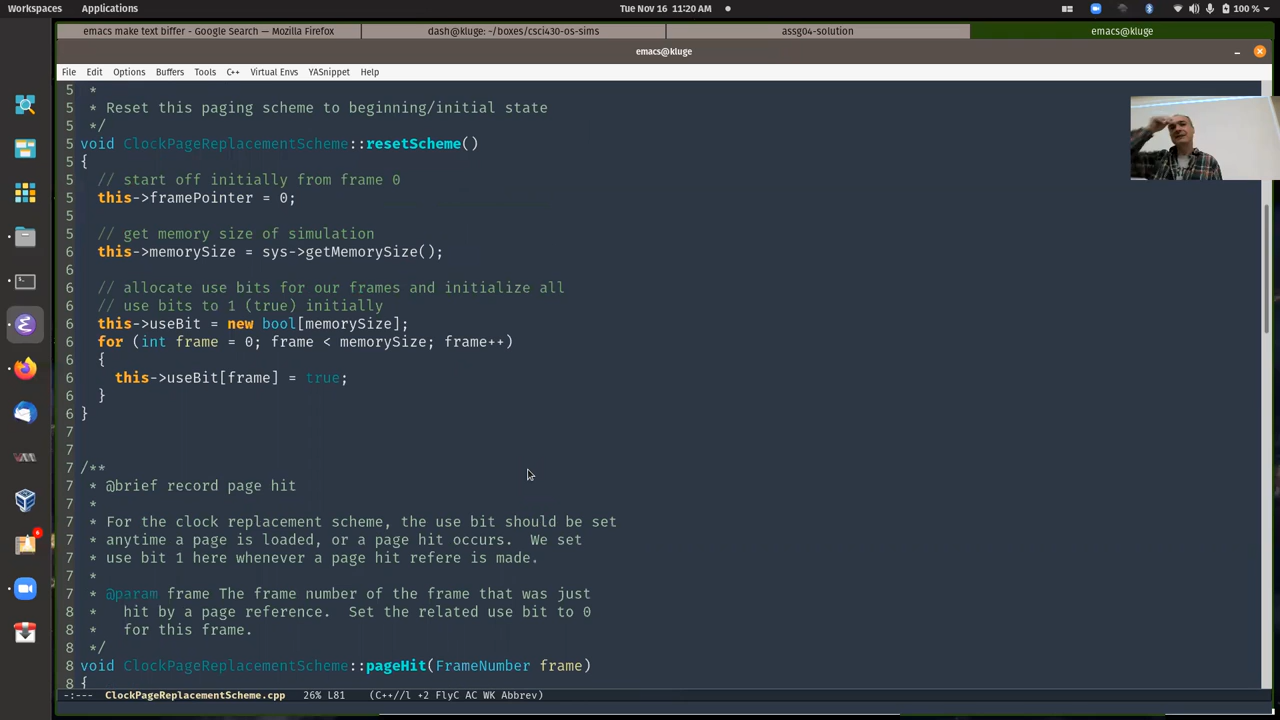 Workspaces Applications Tue Nov 16 11:20 AM 100 %
emacs make text biffer - Google Search — Mozilla Firefox dash@kluge: ~/boxes/csci430-os-sims assg04-solution emacs@kluge
emacs@kluge
File Edit Options Buffers Tools C++ Virtual Envs YASnippet Help
5 *
5 * Reset this paging scheme to beginning/initial state
5 */
5 void ClockPageReplacementScheme::resetScheme()
5 {
5 // start off initially from frame 0
5 this->framePointer = 0;
5
5 // get memory size of simulation
6 this->memorySize = sys->getMemorySize();
6
6 // allocate use bits for our frames and initialize all
6 // use bits to 1 (true) initially
6 this->useBit = new bool[memorySize];
6 for (int frame = 0; frame < memorySize; frame++)
6 {
6 this->useBit[frame] = true;
6 }
6 }
7
7
7 /**
7 * @brief record page hit
7 *
7 * For the clock replacement scheme, the use bit should be set
7 * anytime a page is loaded, or a page hit occurs. We set
7 * use bit 1 here whenever a page hit refere is made.
7 *
7 * @param frame The frame number of the frame that was just
8 * hit by a page reference. Set the related use bit to 0
8 * for this frame.
8 */
8 void ClockPageReplacementScheme::pageHit(FrameNumber frame)
8 {
-:--- ClockPageReplacementScheme.cpp 26% L81 (C++//l +2 FlyC AC WK Abbrev)